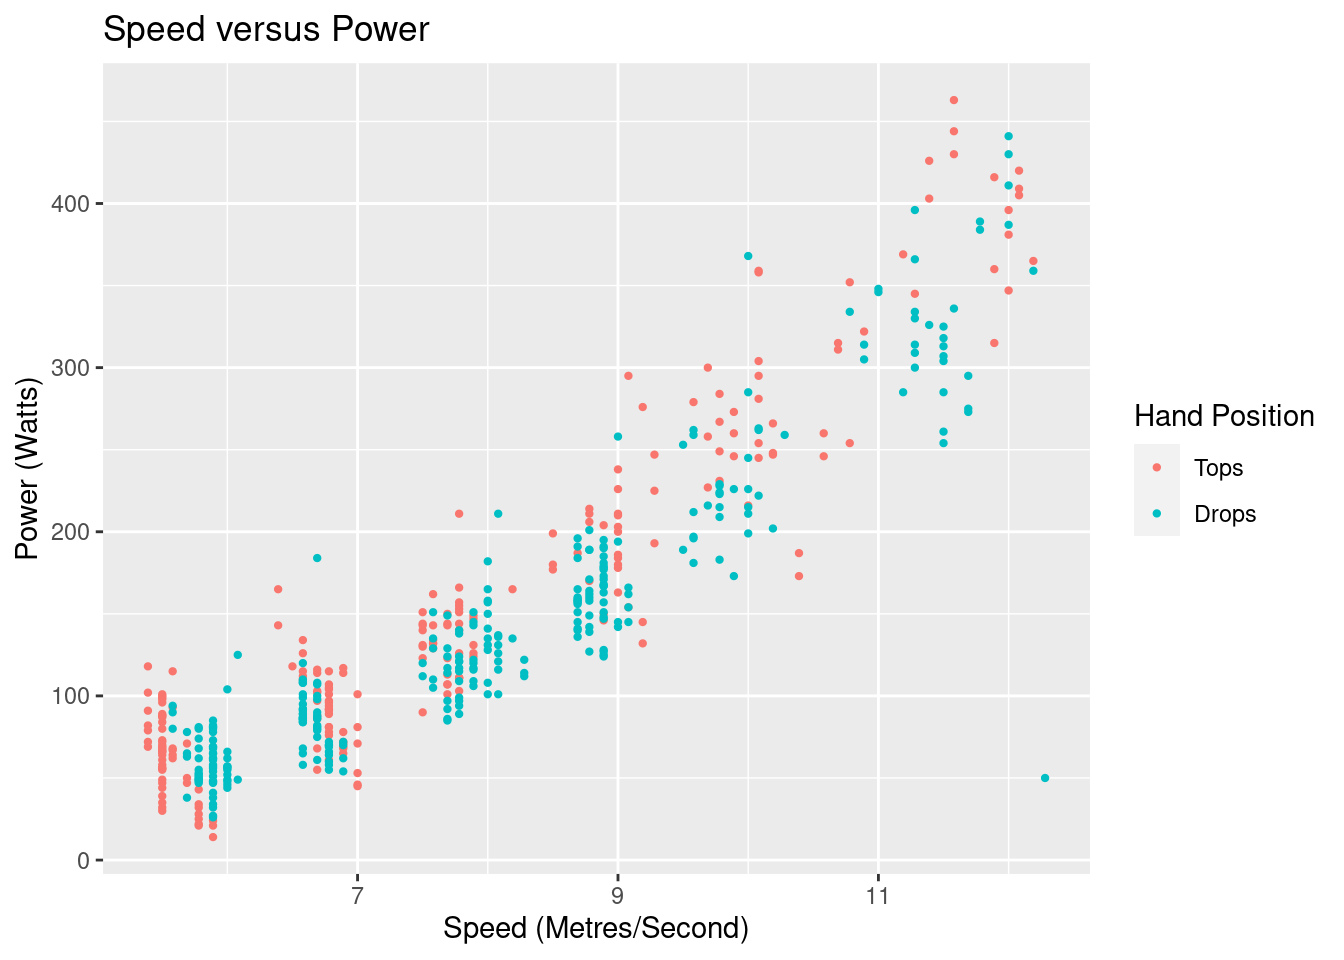 Speed versus Power
400
300
200
100
0
Power (Watts)
7
9
11
Speed (Metres/Second)
Hand Position
Tops
Drops